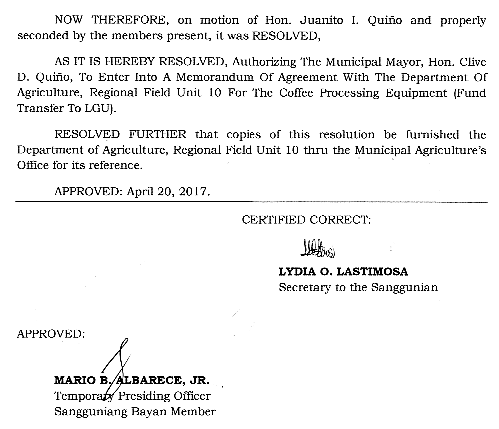 NOW THEREFORE, on motion of Hon. Juanito I. Quiño and properly
seconded by the members present, it was RESOLVED,
AS IT IS HEREBY RESOLVED, Authorizing The Municipal Mayor, Hon. Clive
D. Quiño, To Enter Into A Memorandum Of Agreement With The Department Of
Agriculture, Regional Field Unit 10 For The Coffee Processing Equipment (Fund
Transfer To LGU).
RESOLVED FURTHER that copies of this resolution be furnished the
Department of Agriculture, Regional Field Unit 10 thru the Municipal Agriculture's
Office for its reference.
APPROVED: April 20, 2017.
CERTIFIED CORRECT:
LYDIA O. LASTIMOSA
Secretary to the Sanggunian
APPROVED:
MARIO B. ALBARECE, JR.
Temporary Presiding Officer
Sangguniang Bayan Member